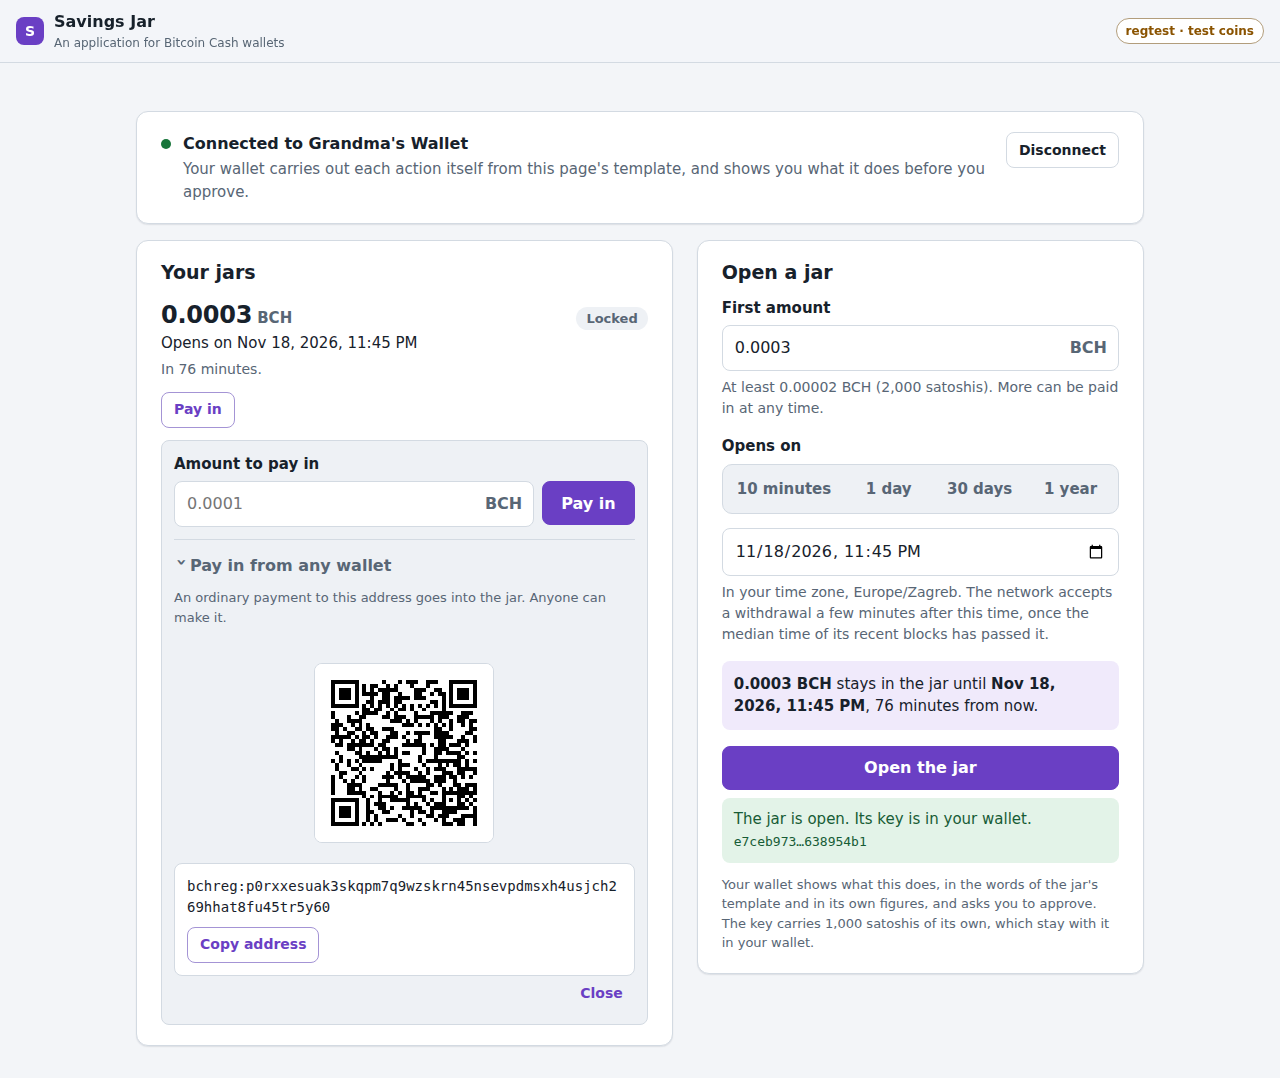 S
Savings Jar
An application for Bitcoin Cash wallets
regtest · test coins
Connected to Grandma's Wallet
Your wallet carries out each action itself from this page's template, and shows you what it does before you
approve.
Disconnect
Your jars
0.0003 BCH
Locked
Opens on Nov 18, 2026, 11:45 PM
In 76 minutes.
Pay in
Amount to pay in
0.0001 BCH
Pay in
Pay in from any wallet
An ordinary payment to this address goes into the jar. Anyone can
make it.
bchreg:p0rxxesuak3skqpm7q9wzskrn45nsevpdmsxh4usjch2
69hhat8fu45tr5y60
Copy address
Close
Open a jar
First amount
0.0003 BCH
At least 0.00002 BCH (2,000 satoshis). More can be paid
in at any time.
Opens on
10 minutes 1 day 30 days 1 year
11/18/2026, 11:45 PM
In your time zone, Europe/Zagreb. The network accepts
a withdrawal a few minutes after this time, once the
median time of its recent blocks has passed it.
0.0003 BCH stays in the jar until Nov 18,
2026, 11:45 PM, 76 minutes from now.
Open the jar
The jar is open. Its key is in your wallet.
e7ceb973…638954b1
Your wallet shows what this does, in the words of the jar's
template and in its own figures, and asks you to approve.
The key carries 1,000 satoshis of its own, which stay with it
in your wallet.